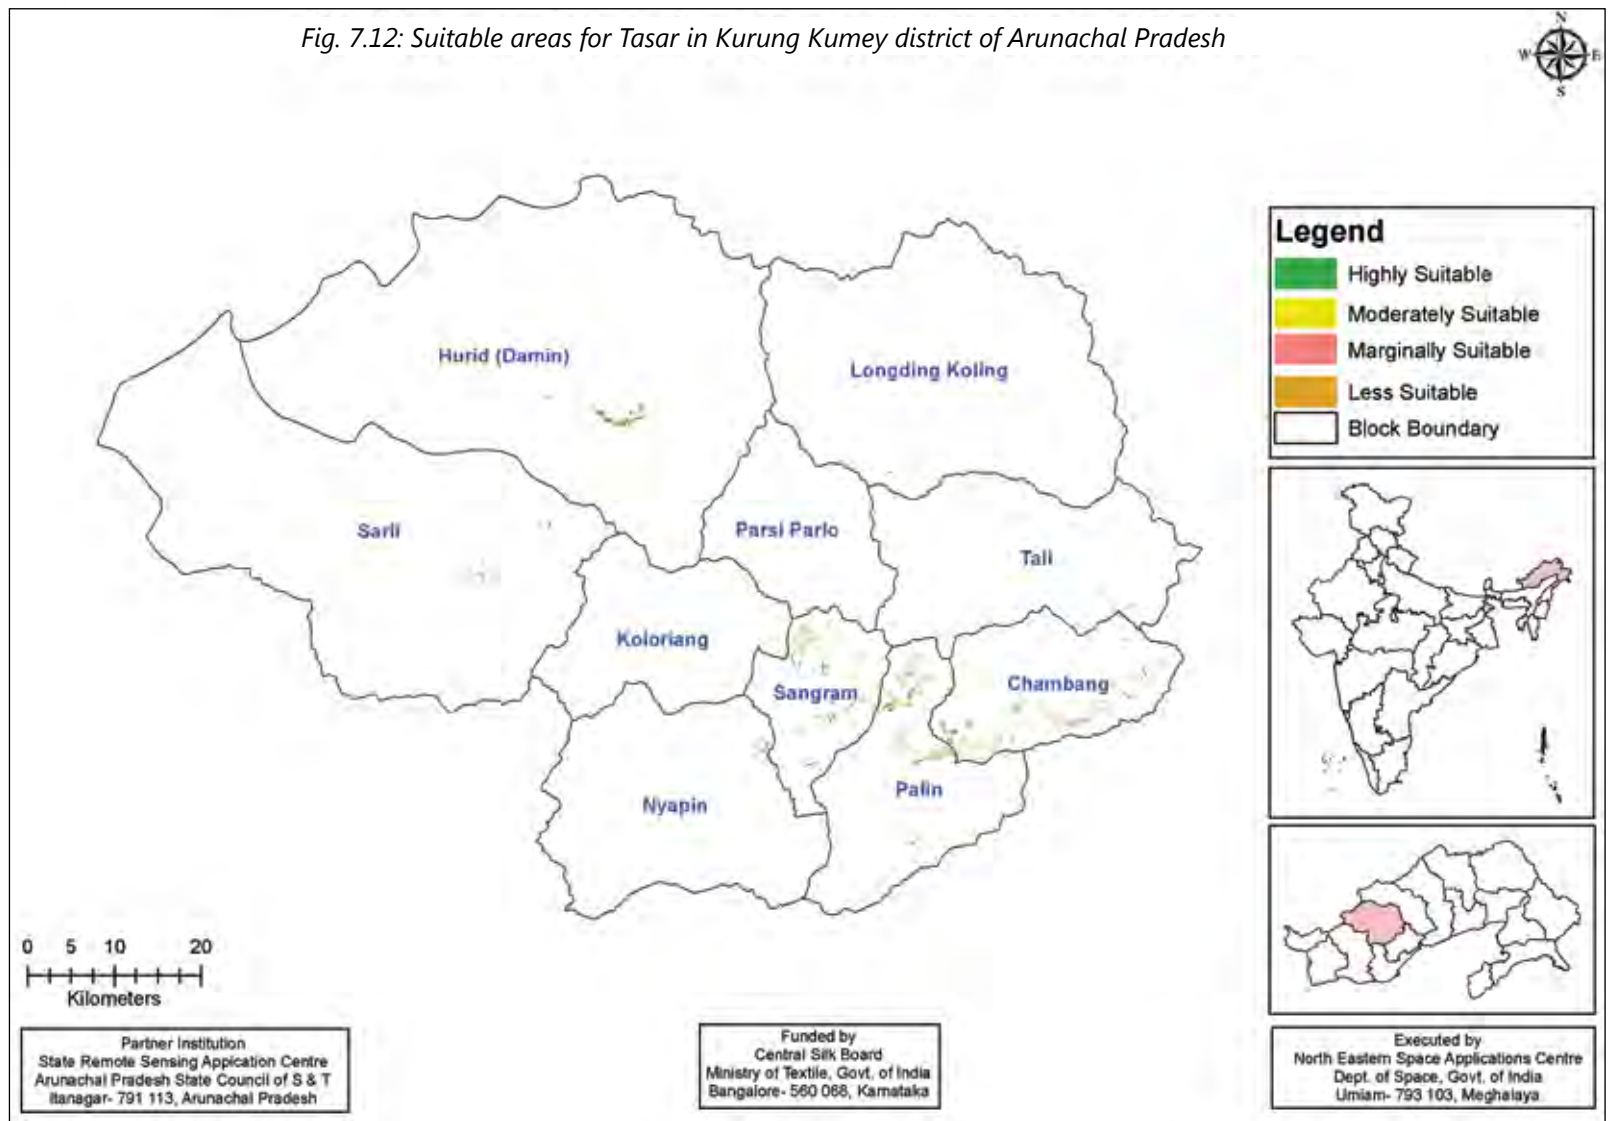 Fig. 7.12: Suitable areas for Tasar in Kurung Kumey district of Arunachal Pradesh
N
W E
S
Legend
Highly Suitable
Moderately Suitable
Marginally Suitable
Less Suitable
Block Boundary
Hurid (Damin)
Longding Koling
Sarli
Parsi Parlo
Tali
Koloriang
Sangram
Chambang
Nyapin
Palin
0 5 10 20
Kilometers
Partner Institution
State Remote Sensing Appication Centre
Arunachal Pradesh State Council of S & T
Itanagar- 791 113, Arunachal Pradesh
Funded by
Central Silk Board
Ministry of Textile, Govt. of India
Bangalore- 560 068, Karnataka
Executed by
North Eastern Space Applications Centre
Dept. of Space, Govt. of India
Umiam- 793 103, Meghalaya